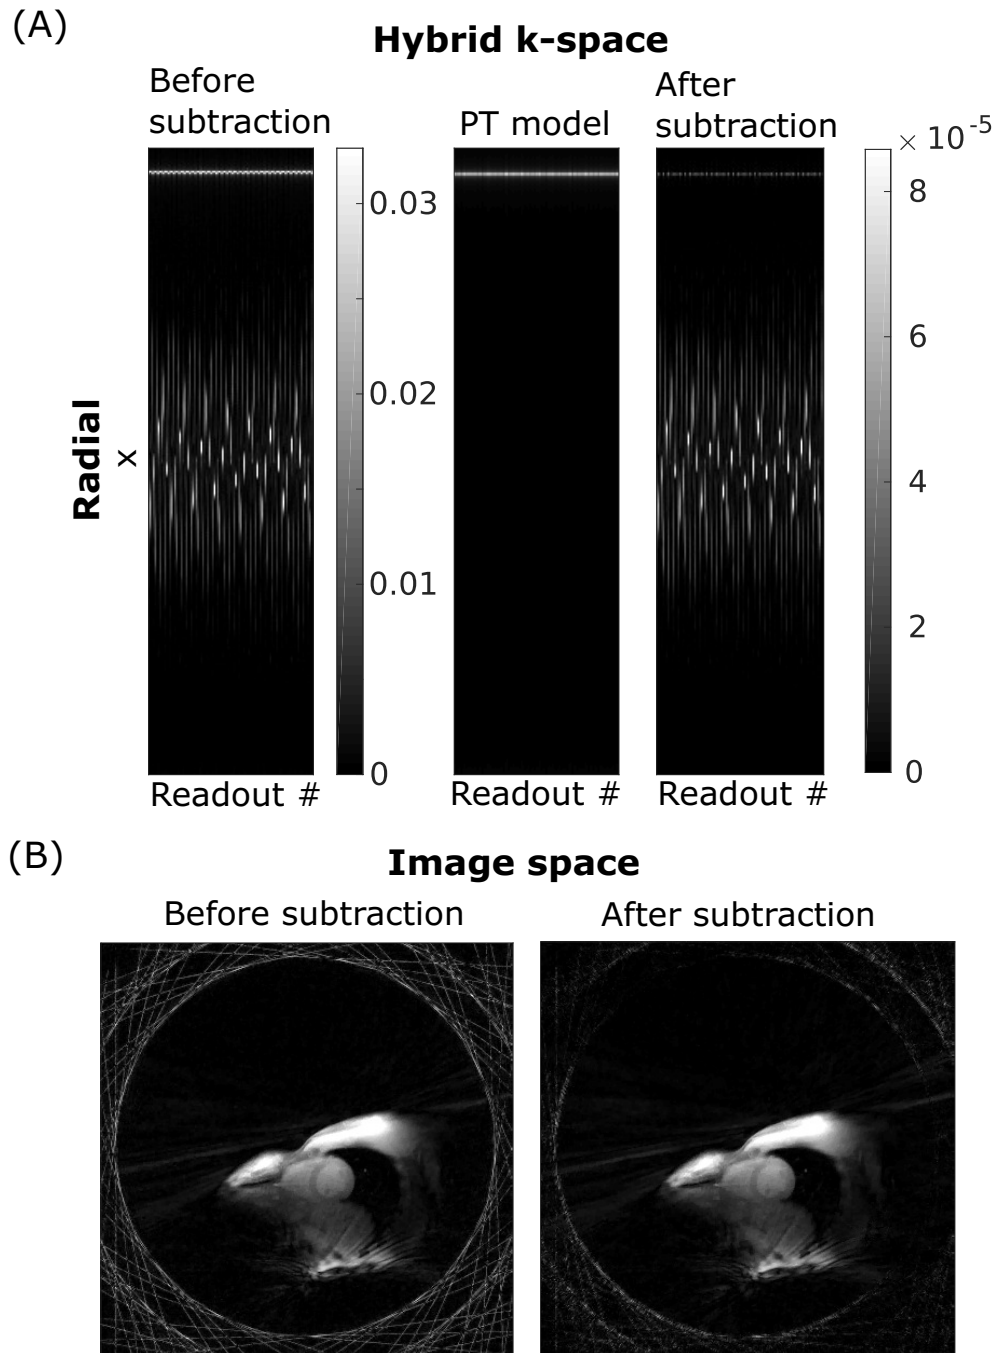 (A)
Hybrid k-space
Before
subtraction
PT model
After
subtraction
× 10⁻⁵
0.03
0.02
0.01
0
8
6
4
2
0
Radial
x
Readout #
Readout #
Readout #
(B)
Image space
Before subtraction
After subtraction